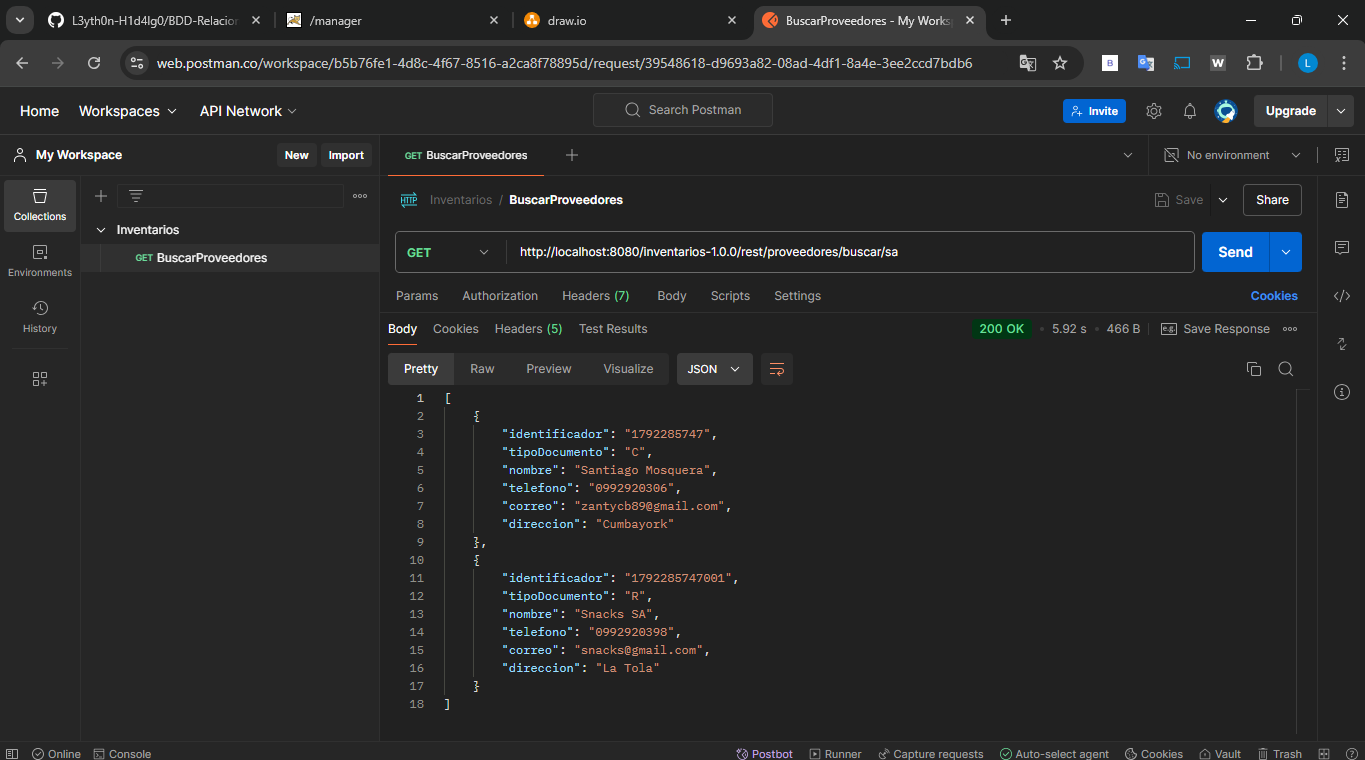 L3yth0n-H1d4lg0/BDD-Relacion
/manager
draw.io
BuscarProveedores - My Works
web.postman.co/workspace/b5b76fe1-4d8c-4f67-8516-a2ca8f78895d/request/39548618-d9693a82-08ad-4df1-8a4e-3ee2ccd7bdb6
B
W
L
Home Workspaces API Network Search Postman Invite Upgrade
My Workspace New Import GET BuscarProveedores No environment
Collections
Environments
History
Inventarios
GET BuscarProveedores
HTTP Inventarios / BuscarProveedores Save Share
GET http://localhost:8080/inventarios-1.0.0/rest/proveedores/buscar/sa Send
Params Authorization Headers (7) Body Scripts Settings Cookies
Body Cookies Headers (5) Test Results 200 OK • 5.92 s • 466 B e.g. Save Response
Pretty Raw Preview Visualize JSON
1 [
2 {
3 "identificador": "1792285747",
4 "tipoDocumento": "C",
5 "nombre": "Santiago Mosquera",
6 "telefono": "0992920306",
7 "correo": "zantycb89@gmail.com",
8 "direccion": "Cumbayork"
9 },
10 {
11 "identificador": "1792285747001",
12 "tipoDocumento": "R",
13 "nombre": "Snacks SA",
14 "telefono": "0992920398",
15 "correo": "snacks@gmail.com",
16 "direccion": "La Tola"
17 }
18 ]
Online Console Postbot Runner Capture requests Auto-select agent Cookies Vault Trash